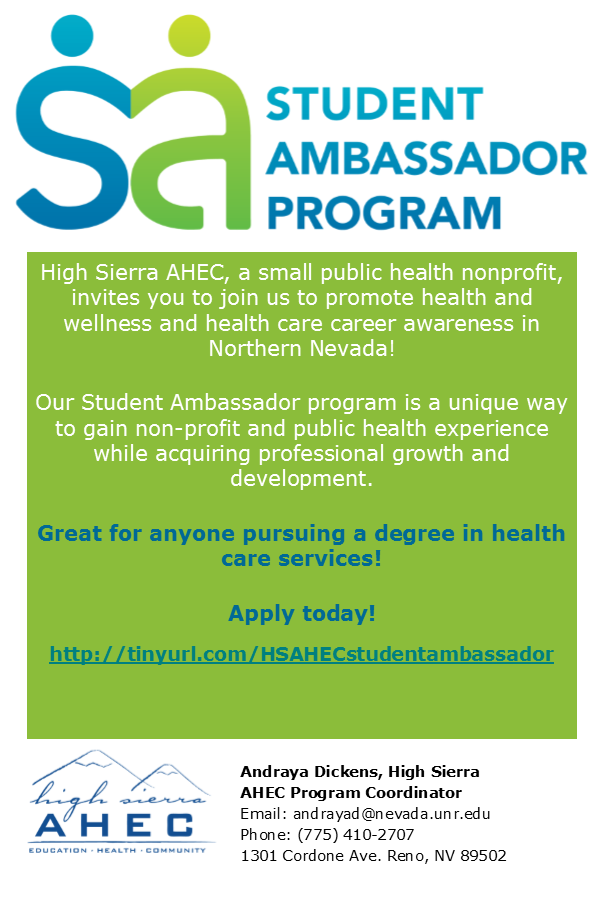 sa
STUDENT
AMBASSADOR
PROGRAM
High Sierra AHEC, a small public health nonprofit,
invites you to join us to promote health and
wellness and health care career awareness in
Northern Nevada!
Our Student Ambassador program is a unique way
to gain non-profit and public health experience
while acquiring professional growth and
development.
Great for anyone pursuing a degree in health
care services!
Apply today!
http://tinyurl.com/HSAHECstudentambassador
high sierra
AHEC
EDUCATION · HEALTH · COMMUNITY
Andraya Dickens, High Sierra
AHEC Program Coordinator
Email: andrayad@nevada.unr.edu
Phone: (775) 410-2707
1301 Cordone Ave. Reno, NV 89502